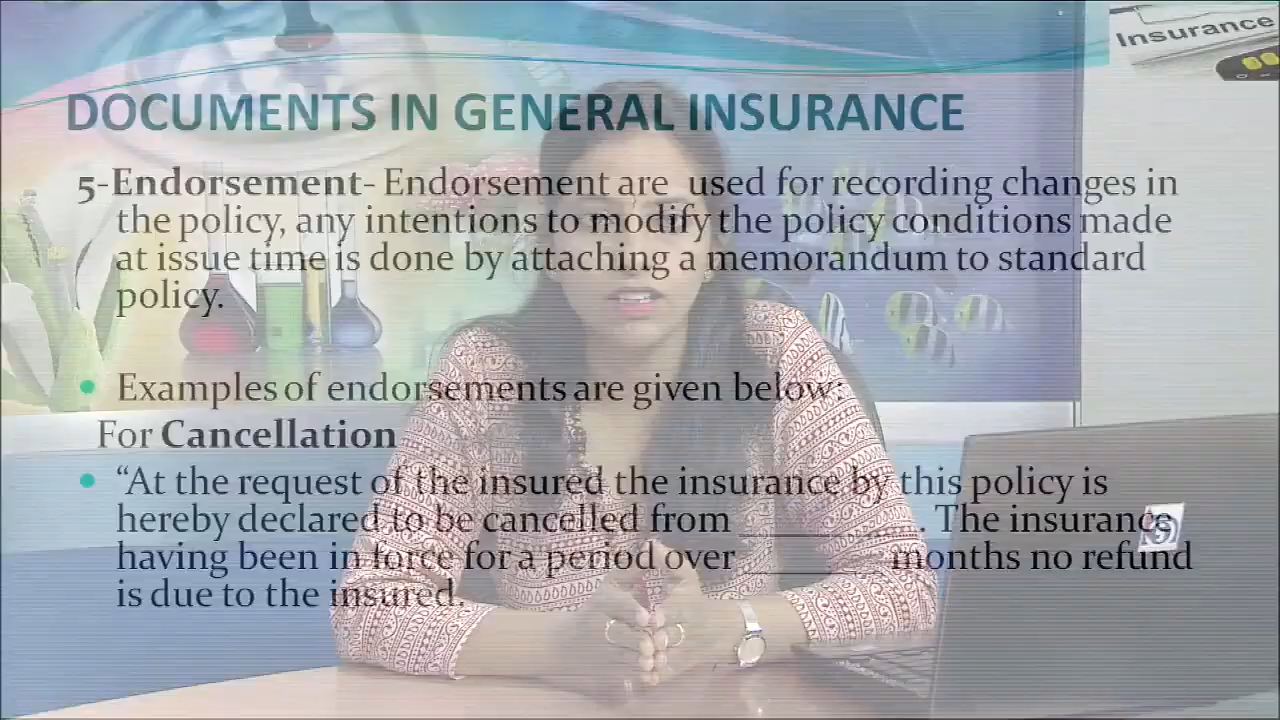 Insurance
DOCUMENTS IN GENERAL INSURANCE
5-Endorsement- Endorsement are used for recording changes in
the policy, any intentions to modify the policy conditions made
at issue time is done by attaching a memorandum to standard
policy.
Examples of endorsements are given below:
For Cancellation
“At the request of the insured the insurance by this policy is
hereby declared to be cancelled from __________. The insurance
having been in force for a period over ________ months no refund
is due to the insured.